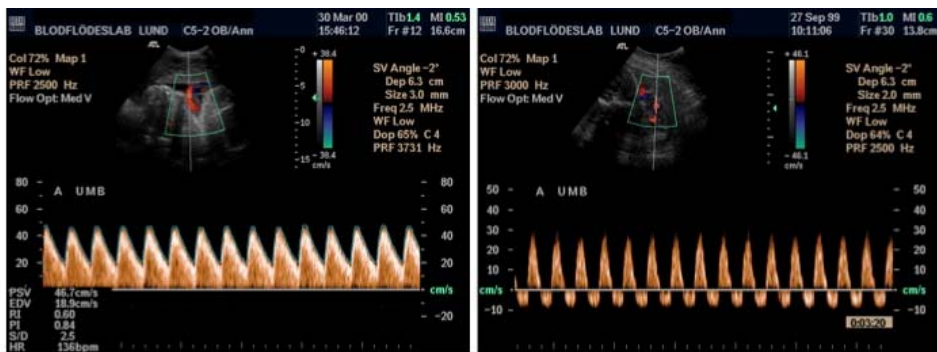 30 Mar 00 TIb1.4 MI 0.53
BLODFLÖDESLAB LUND C5-2 OB/Ann 15:46:12 Fr #12 16.6cm
Col 72% Map 1
WF Low
PRF 2500 Hz
Flow Opt: Med V
ATL
+ 38.4
- 38.4
cm/s
0
5
10
15
SV Angle -2°
Dep 6.3 cm
Size 3.0 mm
Freq 2.5 MHz
WF Low
Dop 65% C 4
PRF 3731 Hz
80 80
A UMB
60 60
40 40
20 20
cm/s
-20
PSV 46.7cm/s
EDV 18.9cm/s
RI 0.60
PI 0.84
S/D 2.5
HR 136bpm
27 Sep 99 TIb1.0 MI 0.6
BLODFLÖDESLAB LUND C5-2 OB/Ann 10:11:06 Fr #30 13.8cm
Col 72% Map 1
WF Low
PRF 3000 Hz
Flow Opt: Med V
ATL
+ 46.1
- 46.1
cm/s
SV Angle -2°
Dep 6.3 cm
Size 2.0 mm
Freq 2.5 MHz
WF Low
Dop 64% C 4
PRF 2500 Hz
50 50
A UMB
40 40
30 30
20 20
10 10
cm/s cm/s
-10 -10
0:03:20